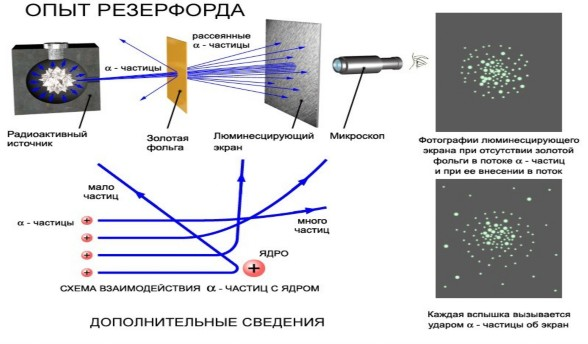 ОПЫТ РЕЗЕРФОРДА
рассеянные
α - частицы
α - частицы
Радиоактивный
источник
Золотая
фольга
Люминесцирующий
экран
Микроскоп
Фотографии люминесцирующего
экрана при отсутствии золотой
фольги в потоке α - частиц
и при ее внесении в поток
мало
частиц
α - частицы
много
частиц
ЯДРО
СХЕМА ВЗАИМОДЕЙСТВИЯ α - ЧАСТИЦ С ЯДРОМ
Каждая вспышка вызывается
ударом α - частицы об экран
ДОПОЛНИТЕЛЬНЫЕ СВЕДЕНИЯ